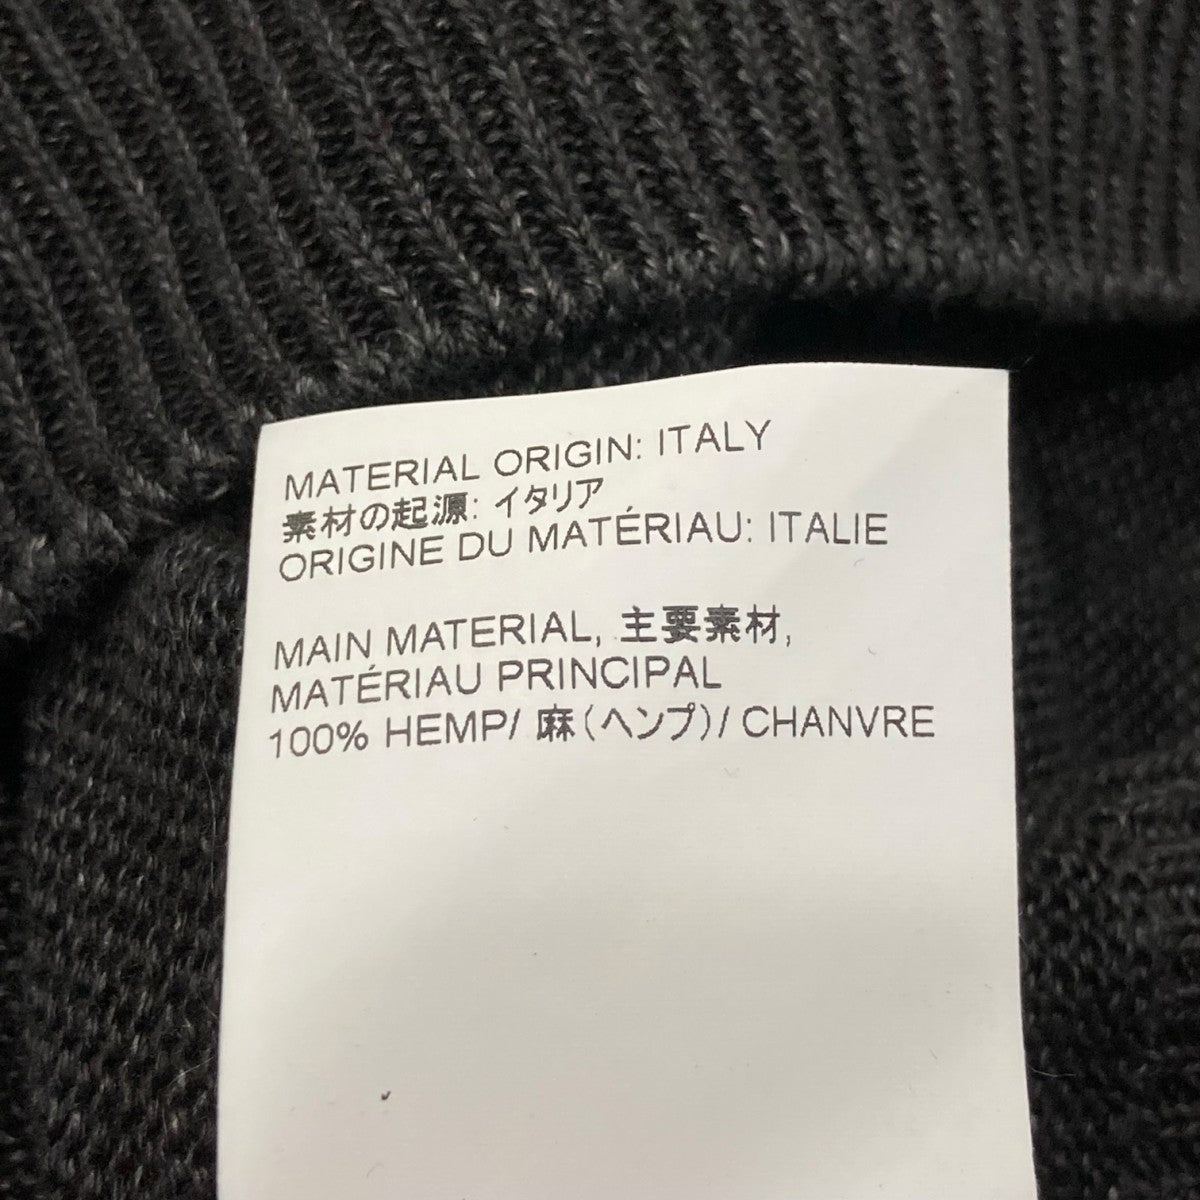 MATERIAL ORIGIN: ITALY
素材の起源: イタリア
ORIGINE DU MATÉRIAU: ITALIE
MAIN MATERIAL, 主要素材,
MATÉRIAU PRINCIPAL
100% HEMP/ 麻(ヘンプ)/ CHANVRE